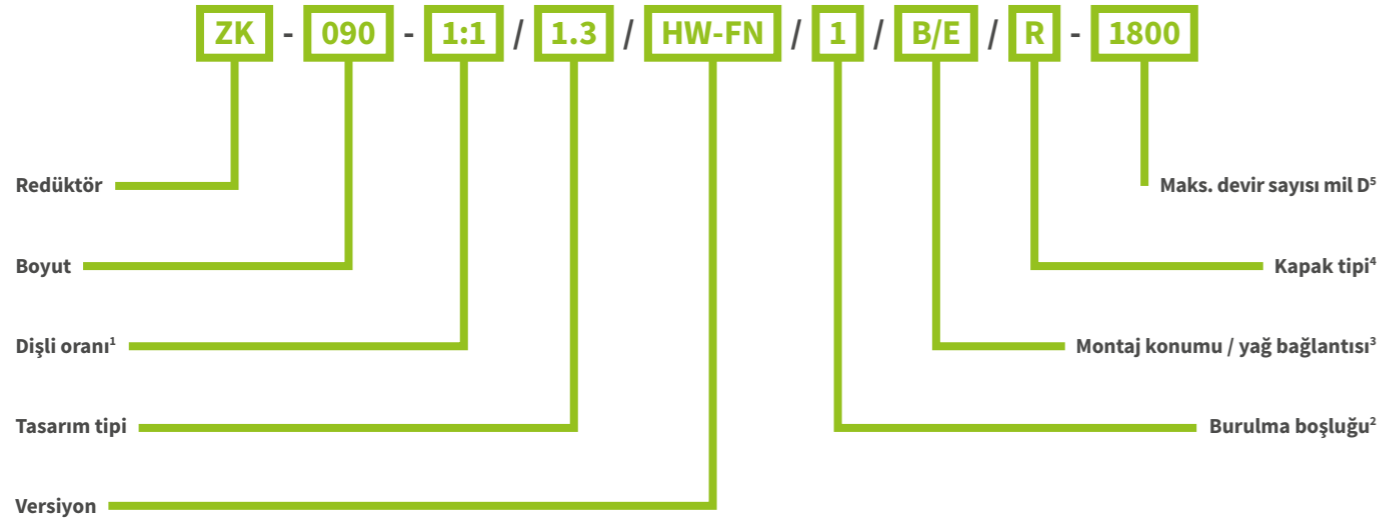 ZK - 090 - 1:1 / 1.3 / HW-FN / 1 / B/E / R - 1800
Redüktör
Maks. devir sayısı mil D⁵
Boyut
Kapak tipi⁴
Dişli oranı¹
Montaj konumu / yağ bağlantısı³
Tasarım tipi
Burulma boşluğu²
Versiyon